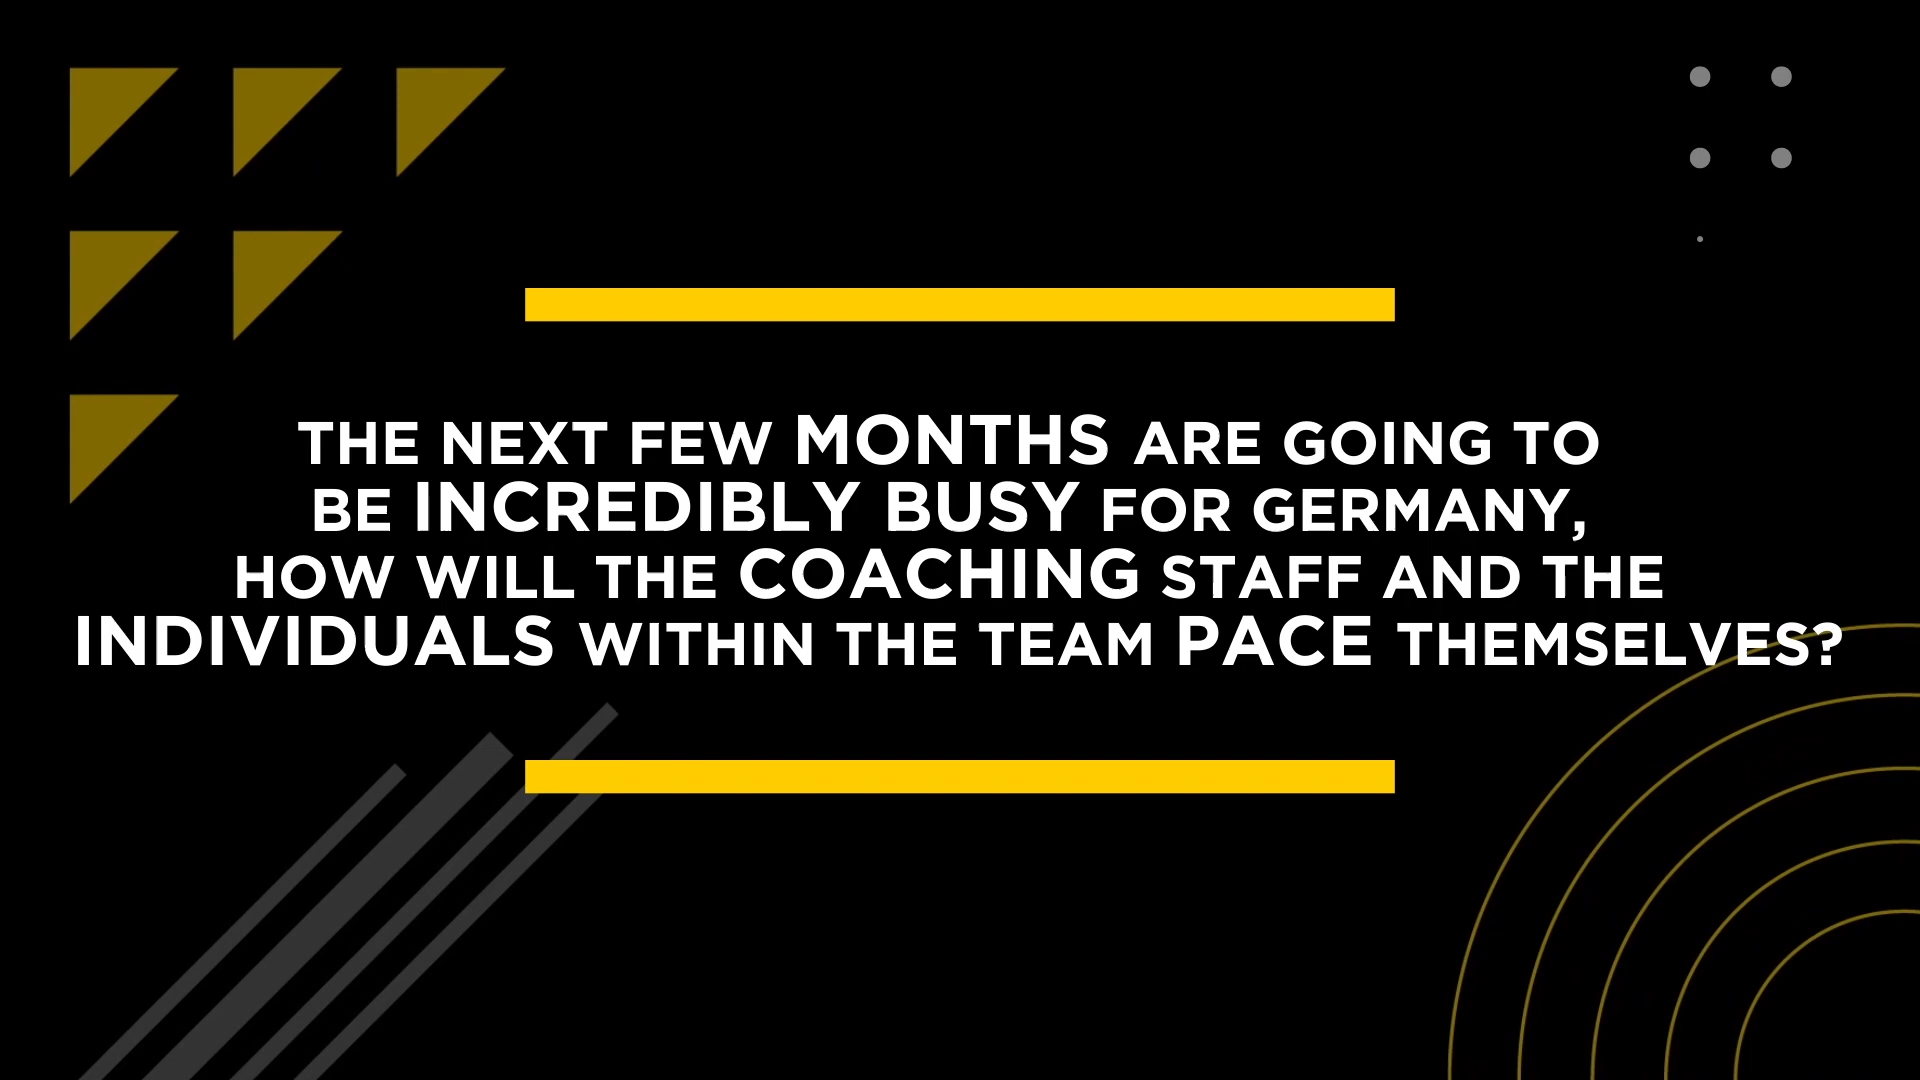 THE NEXT FEW MONTHS ARE GOING TO
BE INCREDIBLY BUSY FOR GERMANY,
HOW WILL THE COACHING STAFF AND THE
INDIVIDUALS WITHIN THE TEAM PACE THEMSELVES?